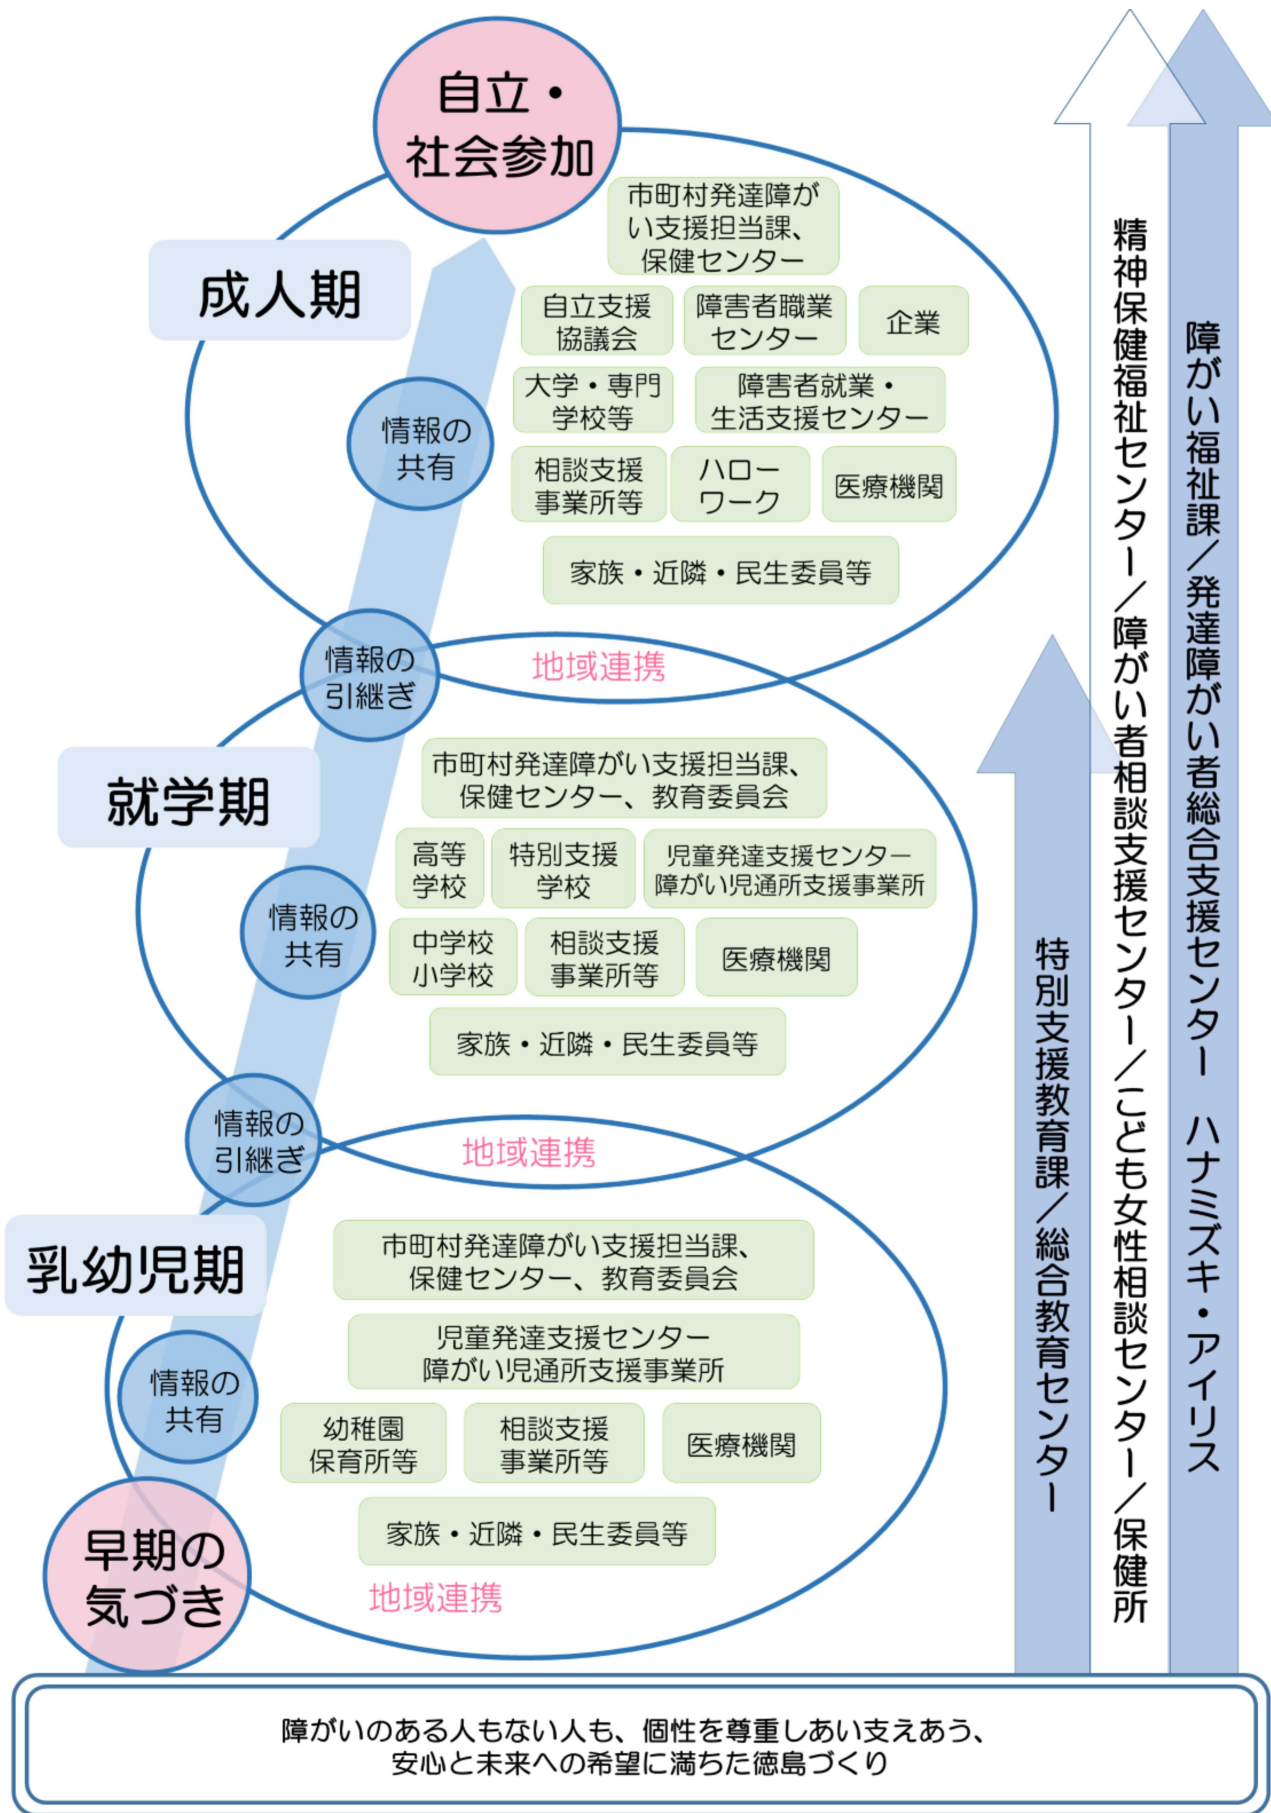 自立・
社会参加
成人期
市町村発達障が
い支援担当課、
保健センター
自立支援
協議会
障害者職業
センター
企業
大学・専門
学校等
障害者就業・
生活支援センター
情報の
共有
相談支援
事業所等
ハロー
ワーク
医療機関
家族・近隣・民生委員等
情報の
引継ぎ
地域連携
就学期
市町村発達障がい支援担当課、
保健センター、教育委員会
高等
学校
特別支援
学校
児童発達支援センター
障がい児通所支援事業所
情報の
共有
中学校
小学校
相談支援
事業所等
医療機関
家族・近隣・民生委員等
情報の
引継ぎ
地域連携
乳幼児期
市町村発達障がい支援担当課、
保健センター、教育委員会
児童発達支援センター
障がい児通所支援事業所
情報の
共有
幼稚園
保育所等
相談支援
事業所等
医療機関
家族・近隣・民生委員等
早期の
気づき
地域連携
特別支援教育課/総合教育センター
精神保健福祉センター/障がい者相談支援センター/こども女性相談センター/保健所
障がい福祉課/発達障がい者総合支援センター　ハナミズキ・アイリス
障がいのある人もない人も、個性を尊重しあい支えあう、
安心と未来への希望に満ちた徳島づくり